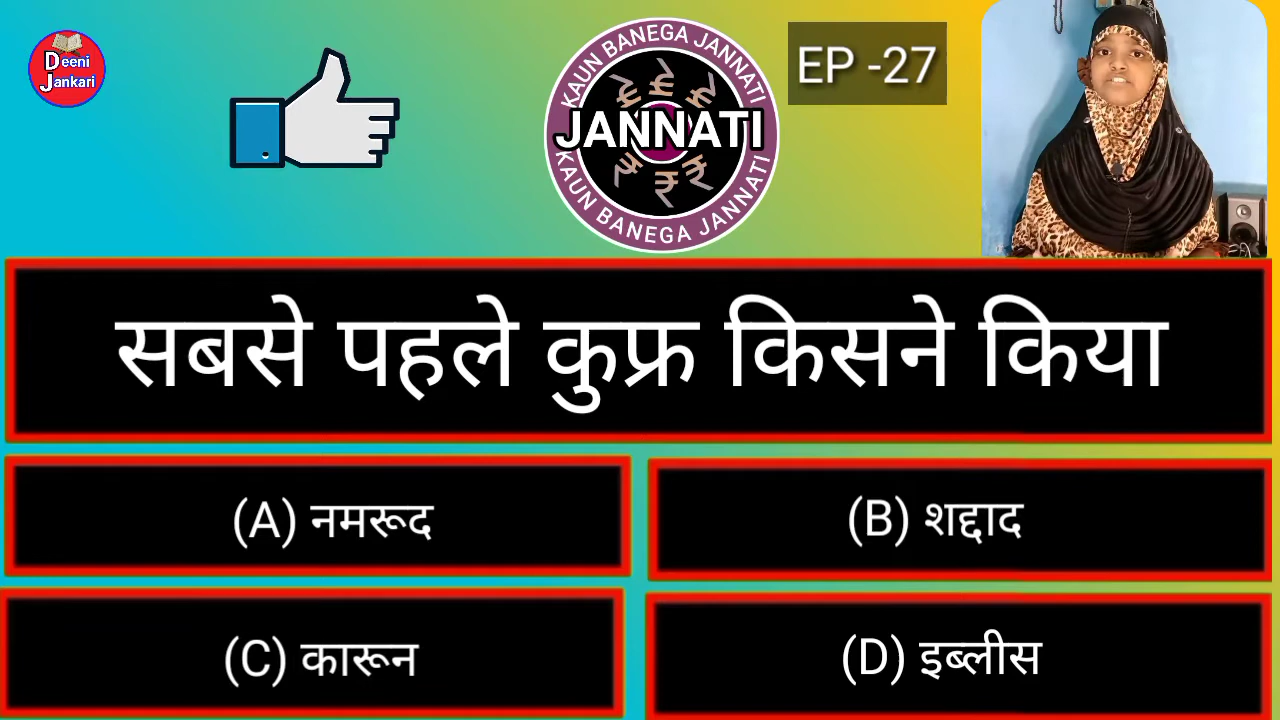 Deeni
Jankari
KAUN BANEGA JANNATI
JANNATI
KAUN BANEGA JANNATI
EP -27
सबसे पहले कुफ्र किसने किया
(A) नमरूद
(B) शद्दाद
(C) कारून
(D) इब्लीस